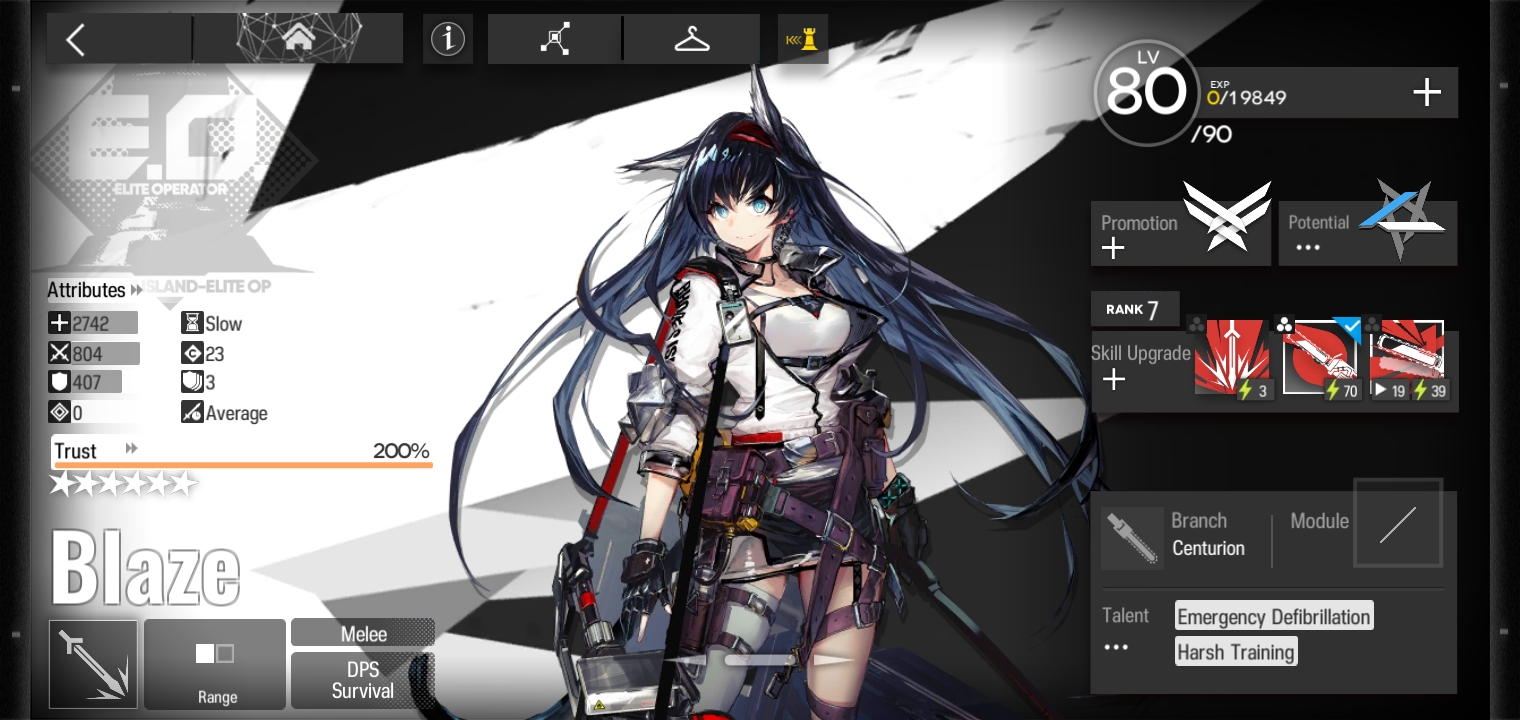 LV
80
EXP
0/19849
/90
E.O
ELITE OPERATOR
ISLAND-ELITE OP
Promotion
Potential
Attributes
2742
Slow
804
23
407
3
0
Average
RANK 7
Skill Upgrade
3
70
19
39
Trust
200%
Blaze
Branch
Centurion
Module
Talent
Emergency Defibrillation
Harsh Training
Range
Melee
DPS
Survival